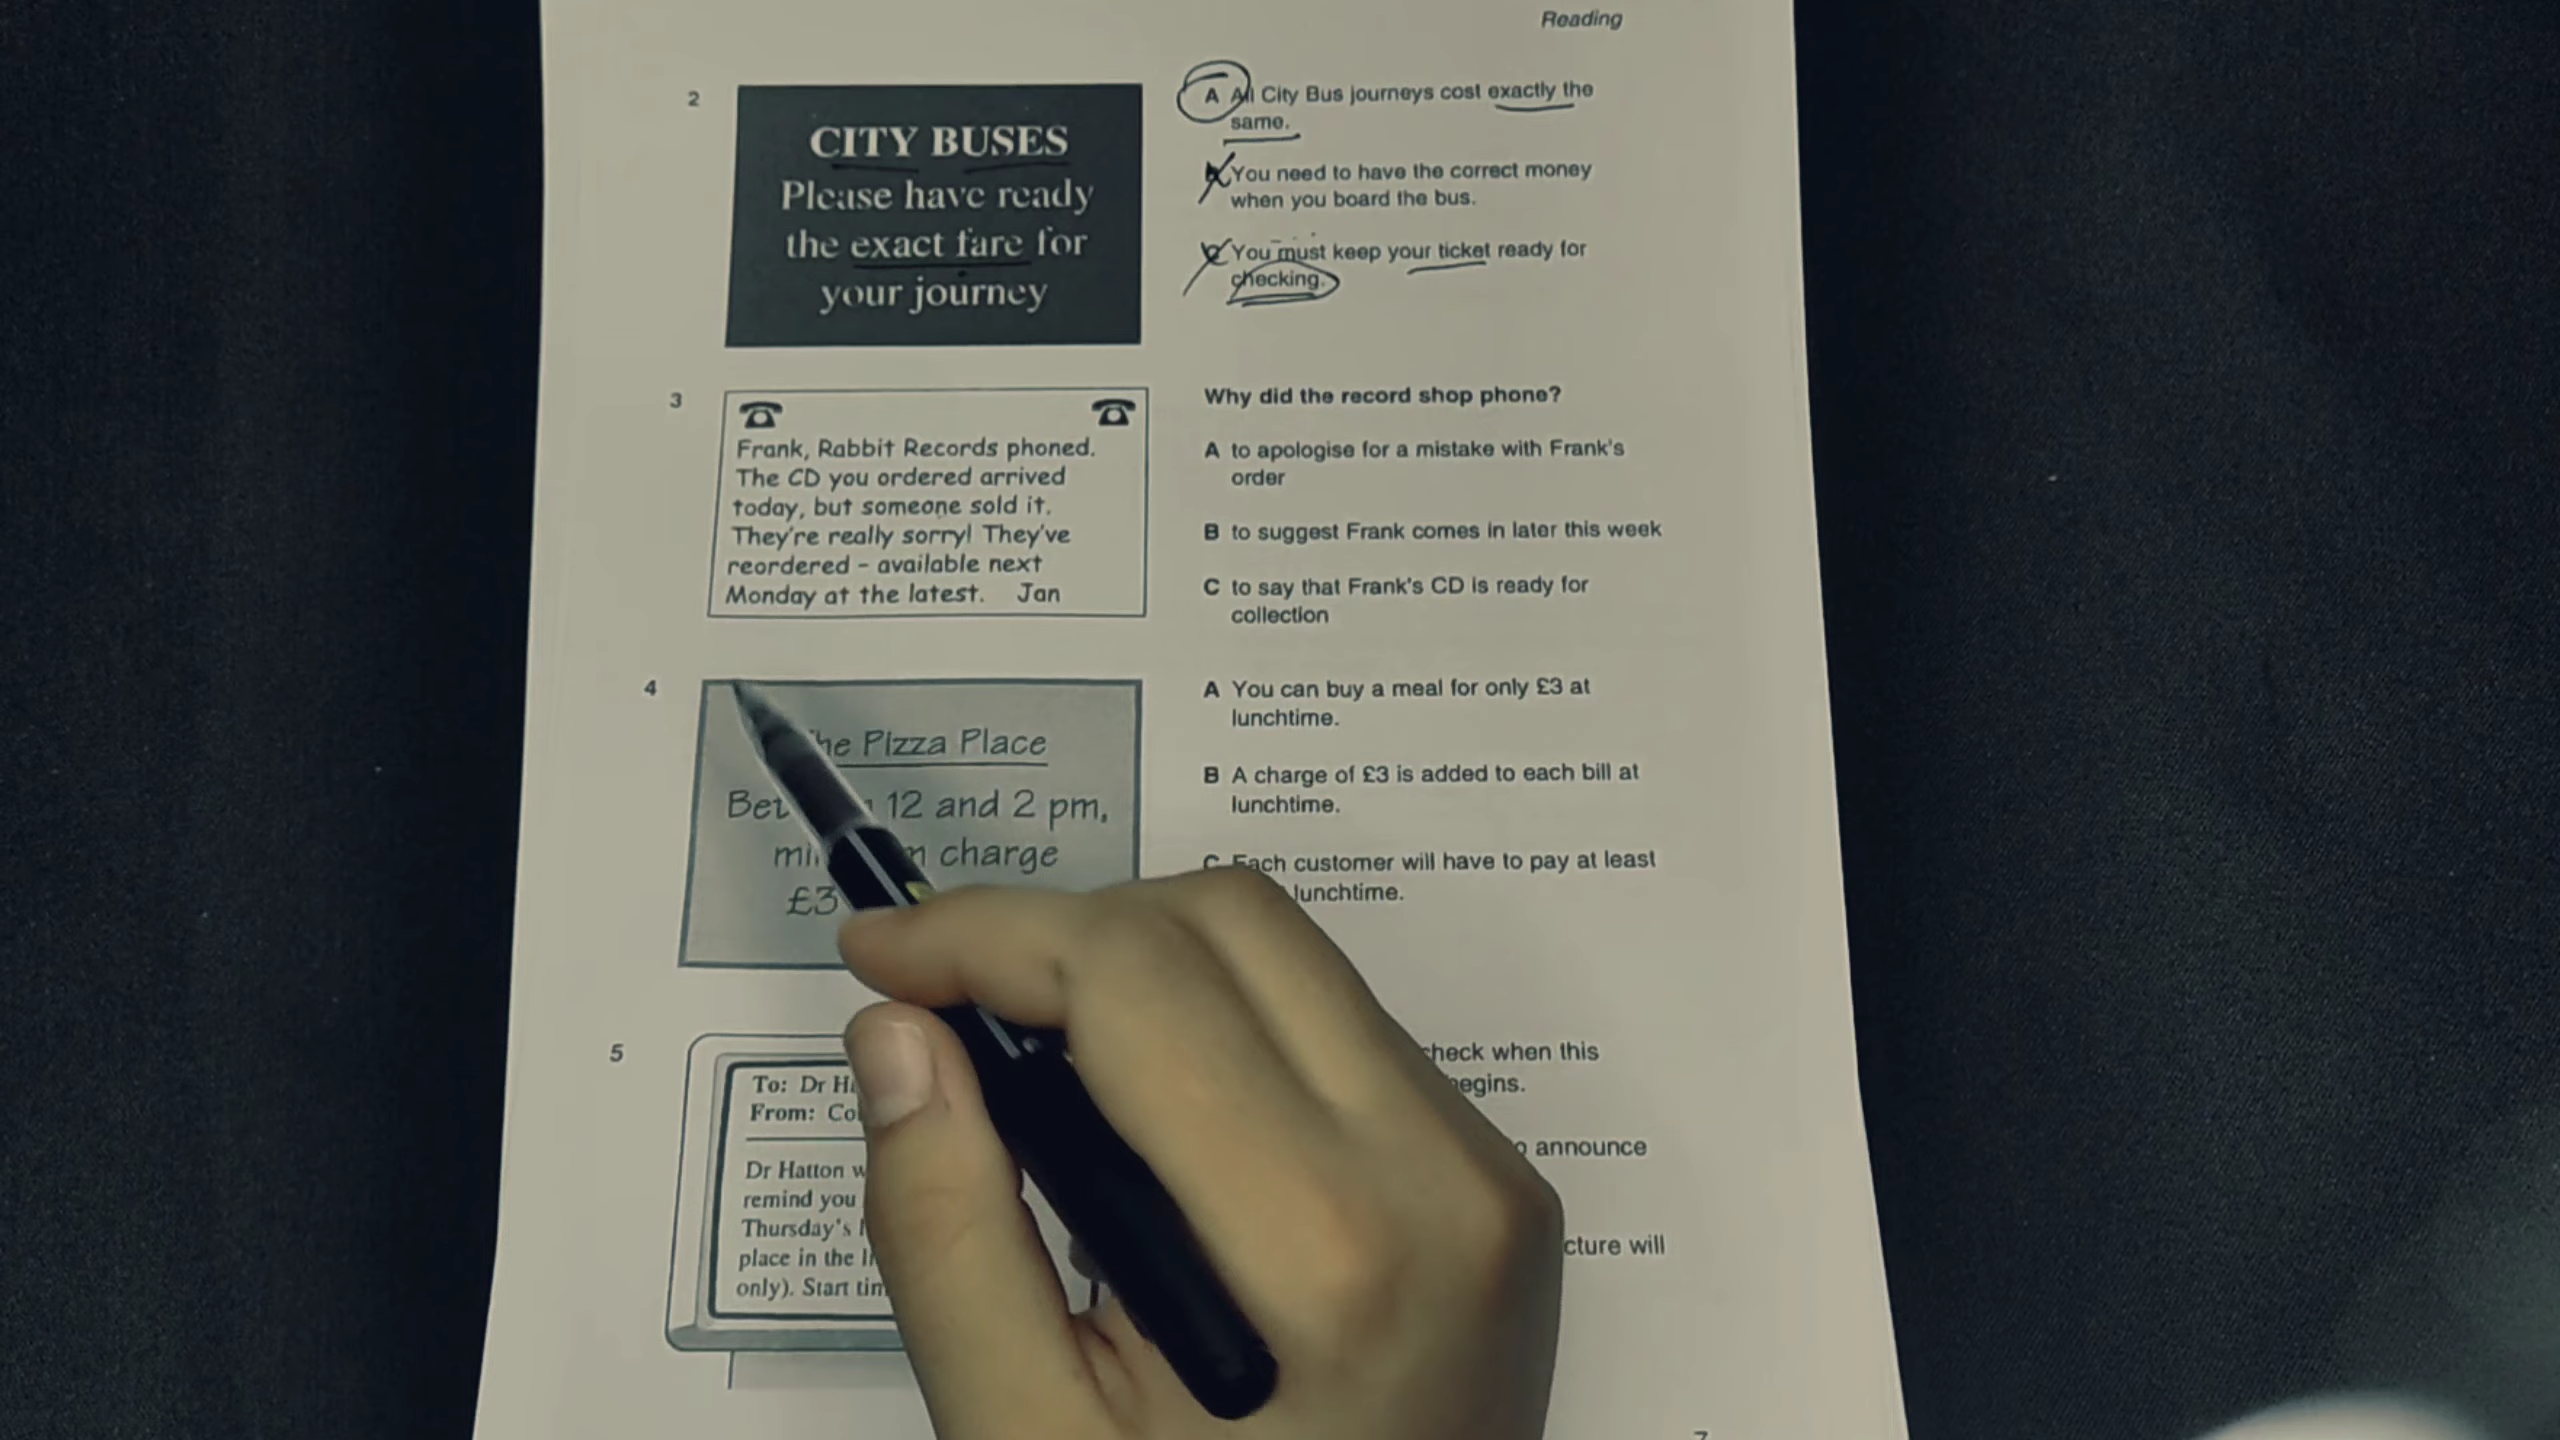 Reading
2
CITY BUSES
Please have ready
the exact fare for
your journey
A All City Bus journeys cost exactly the
same.
You need to have the correct money
when you board the bus.
You must keep your ticket ready for
checking.
3
Frank, Rabbit Records phoned.
The CD you ordered arrived
today, but someone sold it.
They're really sorry! They've
reordered – available next
Monday at the latest. Jan
Why did the record shop phone?
A to apologise for a mistake with Frank's
order
B to suggest Frank comes in later this week
C to say that Frank's CD is ready for
collection
4
Pizza Place
12 and 2 pm,
charge
£3
A You can buy a meal for only £3 at
lunchtime.
B A charge of £3 is added to each bill at
lunchtime.
C Each customer will have to pay at least
lunchtime.
5
To: Dr
From:
Dr Hatton
remind you
Thursday's
place in the
only). Start
check when this
begins.
announce
will